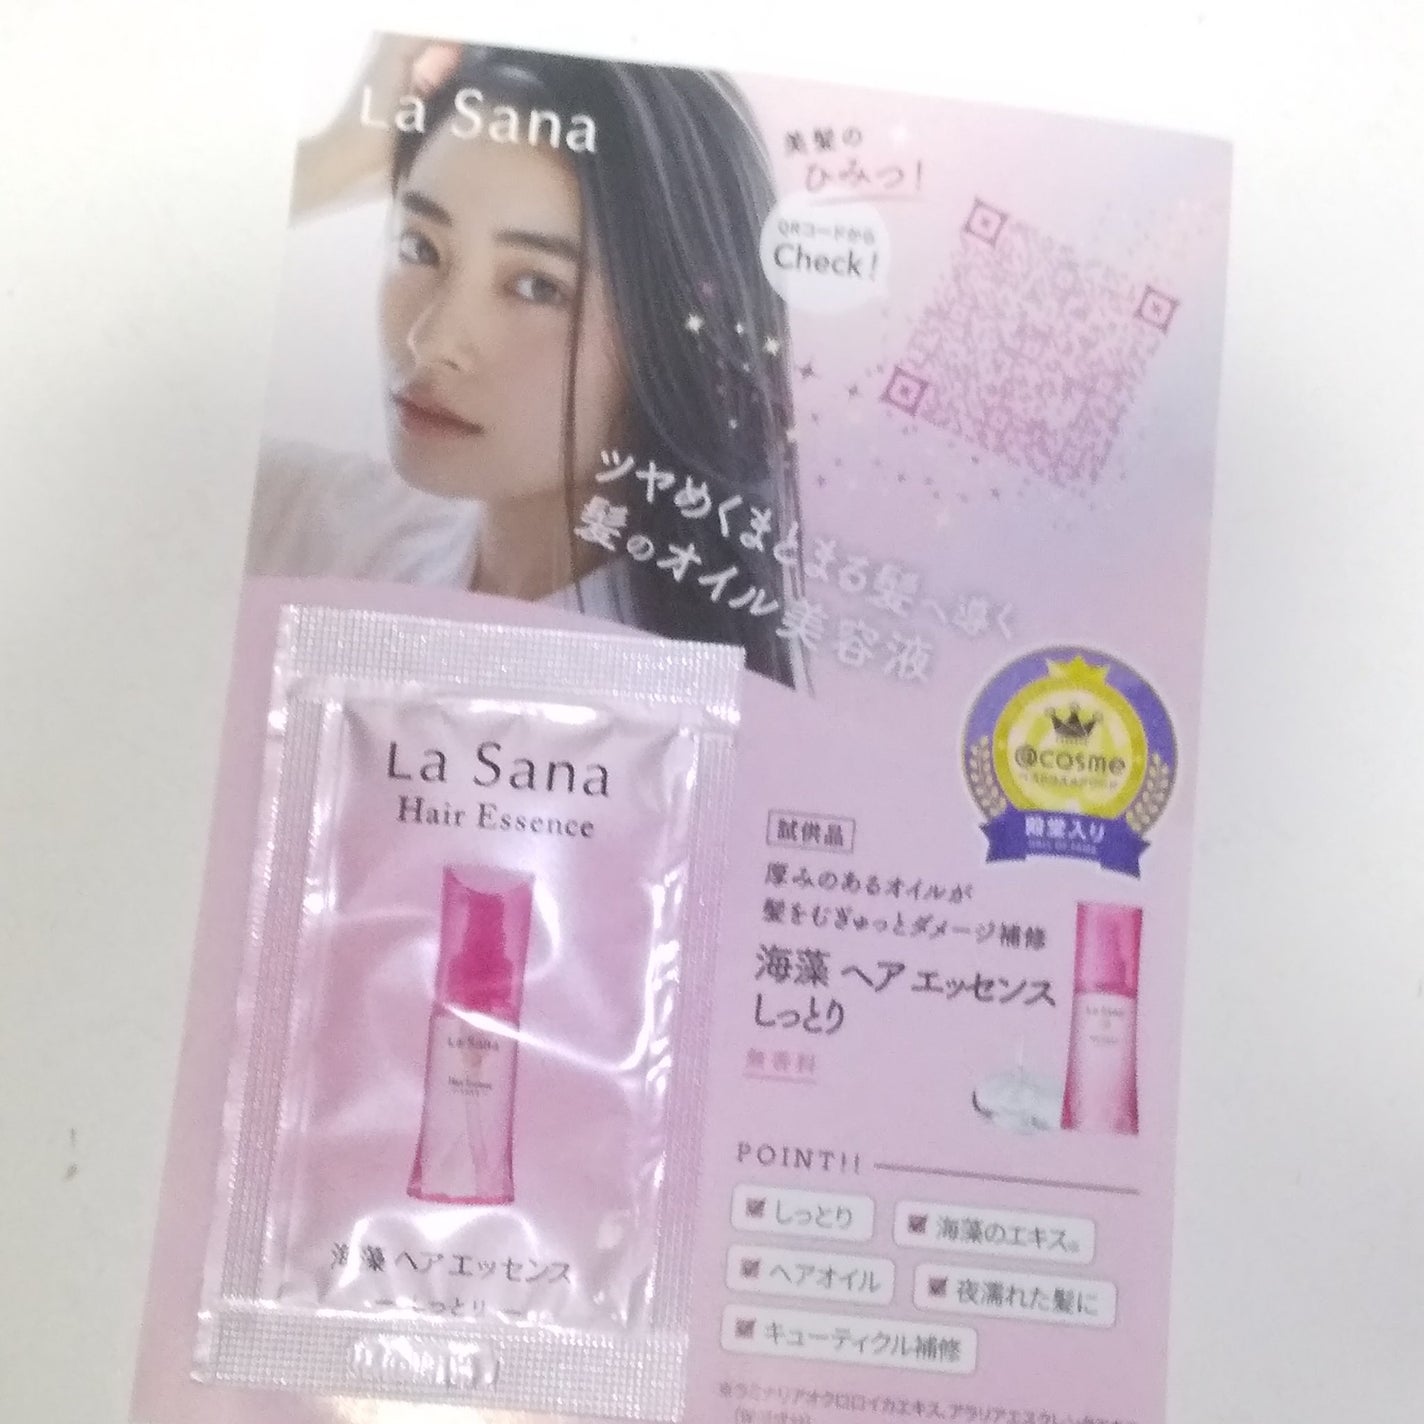 La Sana
美髪の
ひみつ！
QRコードから
Check！
ツヤめくまとまる髪へ導く
髪のオイル美容液
La Sana
Hair Essence
La Sana
Hair Essence
海藻 ヘア エッセンス
しっとり
@cosme
殿堂入り
試供品
厚みのあるオイルが
髪をむぎゅっとダメージ補修
海藻 ヘア エッセンス
しっとり
無香料
La Sana
POINT!!
しっとり
海藻のエキス※
ヘアオイル
夜濡れた髪に
キューティクル補修